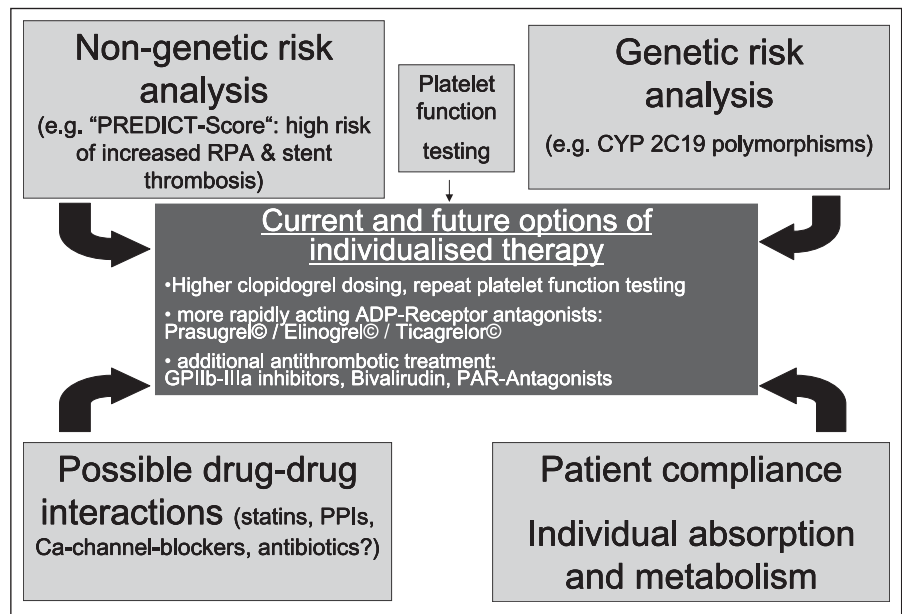 Non-genetic risk
analysis
(e.g. “PREDICT-Score“: high risk
of increased RPA & stent
thrombosis)
Platelet
function
testing
Genetic risk
analysis
(e.g. CYP 2C19 polymorphisms)
Current and future options of
individualised therapy
•Higher clopidogrel dosing, repeat platelet function testing
• more rapidly acting ADP-Receptor antagonists:
Prasugrel© / Elinogrel© / Ticagrelor©
• additional antithrombotic treatment:
GPIIb-IIIa inhibitors, Bivalirudin, PAR-Antagonists
Possible drug-drug
interactions (statins, PPIs,
Ca-channel-blockers, antibiotics?)
Patient compliance
Individual absorption
and metabolism